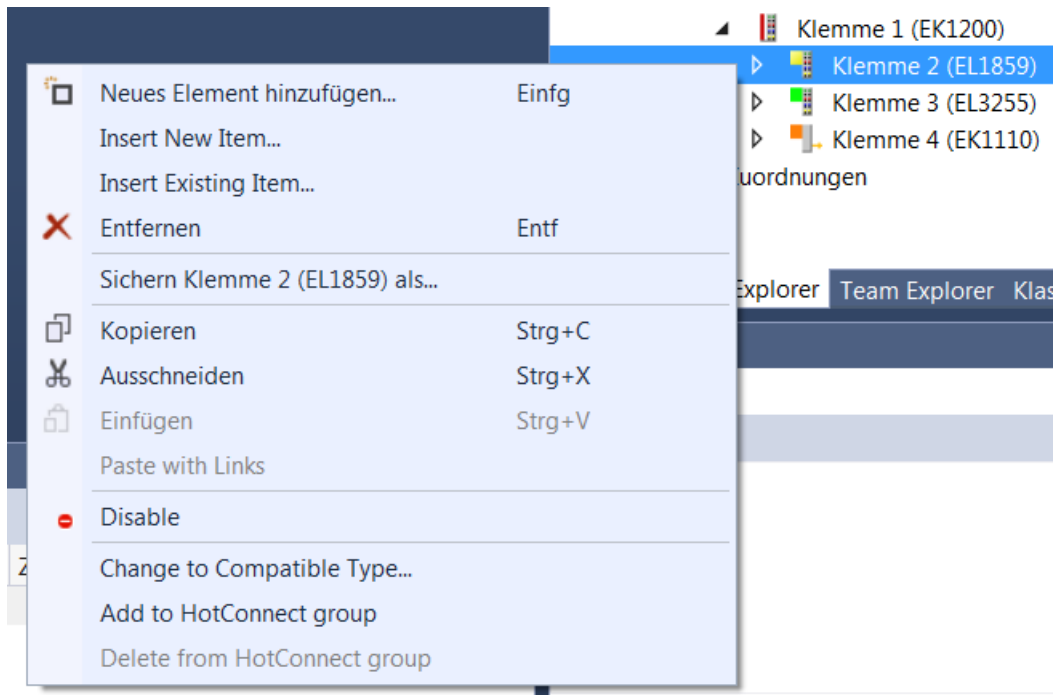 Klemme 1 (EK1200)
Klemme 2 (EL1859)
Klemme 3 (EL3255)
Klemme 4 (EK1110)
uordnungen
Explorer Team Explorer Klas
Neues Element hinzufügen... Einfg
Insert New Item...
Insert Existing Item...
Entfernen Entf
Sichern Klemme 2 (EL1859) als...
Kopieren Strg+C
Ausschneiden Strg+X
Einfügen Strg+V
Paste with Links
Disable
Change to Compatible Type...
Add to HotConnect group
Delete from HotConnect group
Z